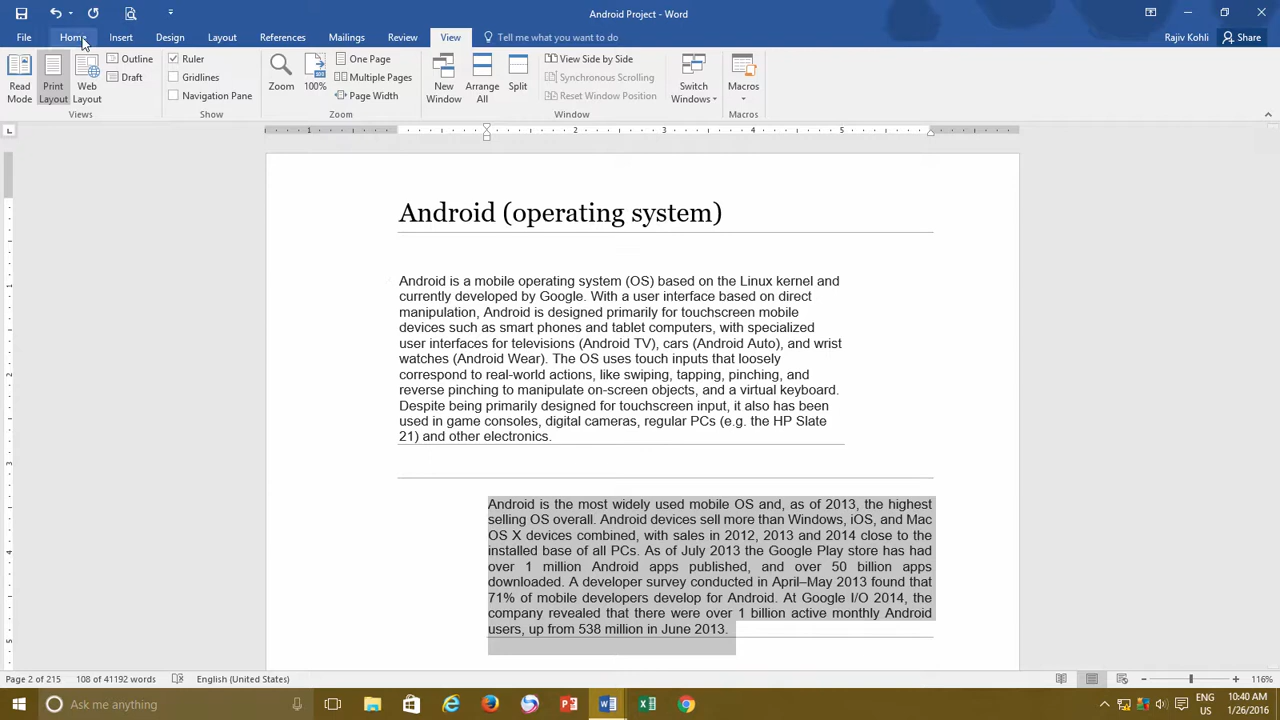 Android Project - Word
Rajiv Kohli Share
File Home Insert Design Layout References Mailings Review View Tell me what you want to do
Read Mode
Print Layout
Web Layout
Outline
Draft
Views
Ruler
Gridlines
Navigation Pane
Show
Zoom
100%
One Page
Multiple Pages
Page Width
Zoom
New Window
Arrange All
Split
View Side by Side
Synchronous Scrolling
Reset Window Position
Window
Switch Windows
Macros
Macros
1 2 3 4 5
Android (operating system)
Android is a mobile operating system (OS) based on the Linux kernel and
currently developed by Google. With a user interface based on direct
manipulation, Android is designed primarily for touchscreen mobile
devices such as smart phones and tablet computers, with specialized
user interfaces for televisions (Android TV), cars (Android Auto), and wrist
watches (Android Wear). The OS uses touch inputs that loosely
correspond to real-world actions, like swiping, tapping, pinching, and
reverse pinching to manipulate on-screen objects, and a virtual keyboard.
Despite being primarily designed for touchscreen input, it also has been
used in game consoles, digital cameras, regular PCs (e.g. the HP Slate
21) and other electronics.
Android is the most widely used mobile OS and, as of 2013, the highest
selling OS overall. Android devices sell more than Windows, iOS, and Mac
OS X devices combined, with sales in 2012, 2013 and 2014 close to the
installed base of all PCs. As of July 2013 the Google Play store has had
over 1 million Android apps published, and over 50 billion apps
downloaded. A developer survey conducted in April–May 2013 found that
71% of mobile developers develop for Android. At Google I/O 2014, the
company revealed that there were over 1 billion active monthly Android
users, up from 538 million in June 2013.
Page 2 of 215 108 of 41192 words English (United States) 116%
Ask me anything
ENG
US
10:40 AM
1/26/2016